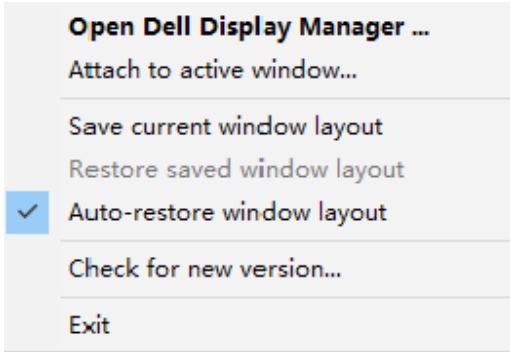 Open Dell Display Manager ...
Attach to active window...
Save current window layout
Restore saved window layout
Auto-restore window layout
Check for new version...
Exit